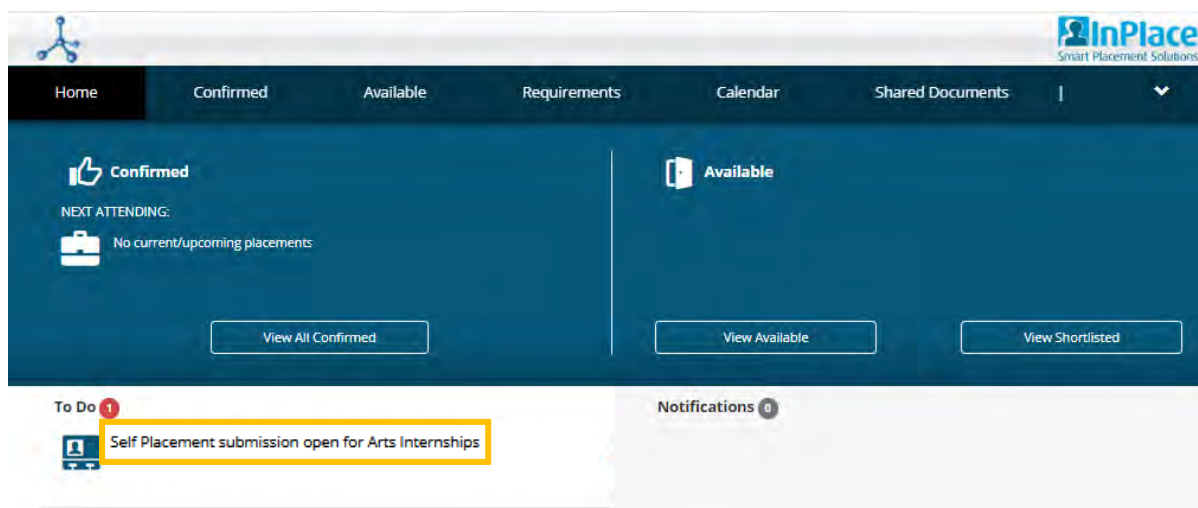 InPlace
Smart Placement Solutions
Home Confirmed Available Requirements Calendar Shared Documents |
Confirmed
NEXT ATTENDING:
No current/upcoming placements
View All Confirmed
Available
View Available View Shortlisted
To Do 1
Self Placement submission open for Arts Internships
Notifications 0